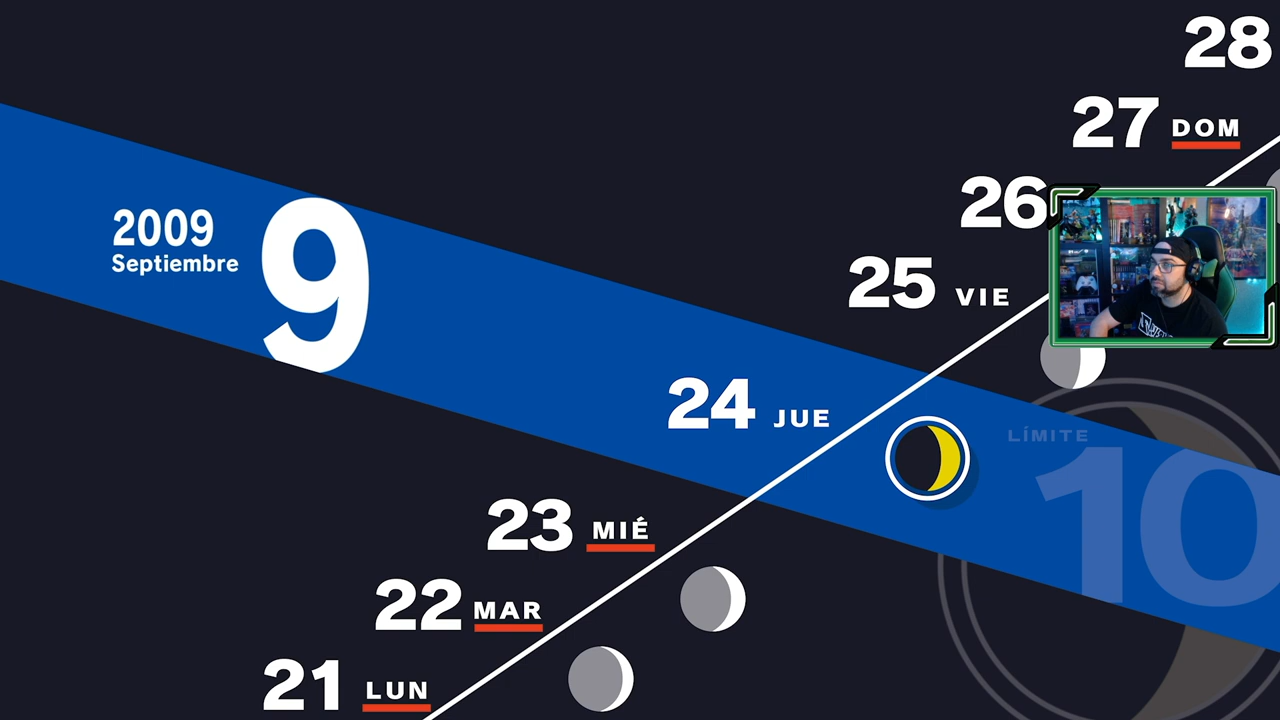 28
27 DOM
26
25 VIE
2009
Septiembre
9
24 JUE
LÍMITE
10
23 MIÉ
22 MAR
21 LUN